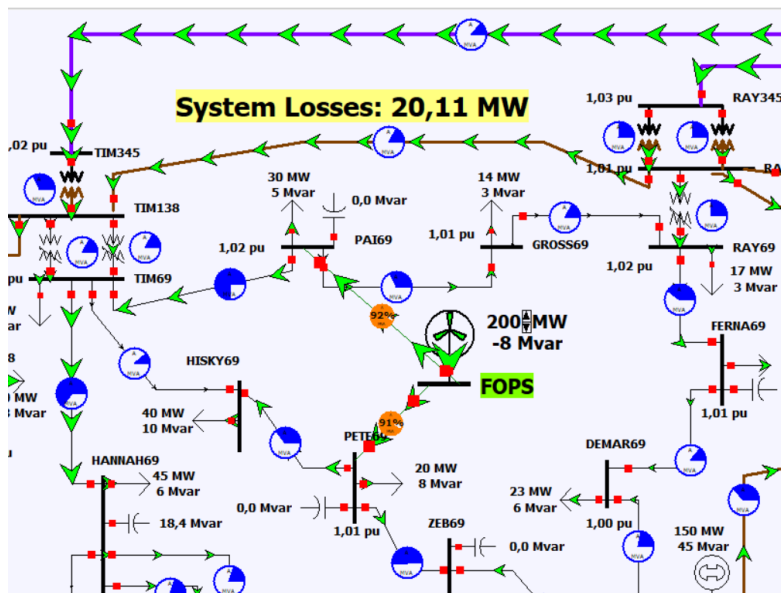 System Losses: 20,11 MW
1,03 pu
RAY345
,02 pu
TIM345
1,01 pu
RA
30 MW
5 Mvar
0,0 Mvar
14 MW
3 Mvar
TIM138
PAI69
1,02 pu
1,01 pu
GROSS69
1,02 pu
RAY69
pu
TIM69
17 MW
3 Mvar
92%
200 MW
-8 Mvar
FERNA69
HISKY69
FOPS
1,01 pu
40 MW
10 Mvar
91%
PETE69
DEMAR69
HANNAH69
45 MW
6 Mvar
20 MW
8 Mvar
23 MW
6 Mvar
0,0 Mvar
18,4 Mvar
1,01 pu
1,00 pu
ZEB69
0,0 Mvar
150 MW
45 Mvar